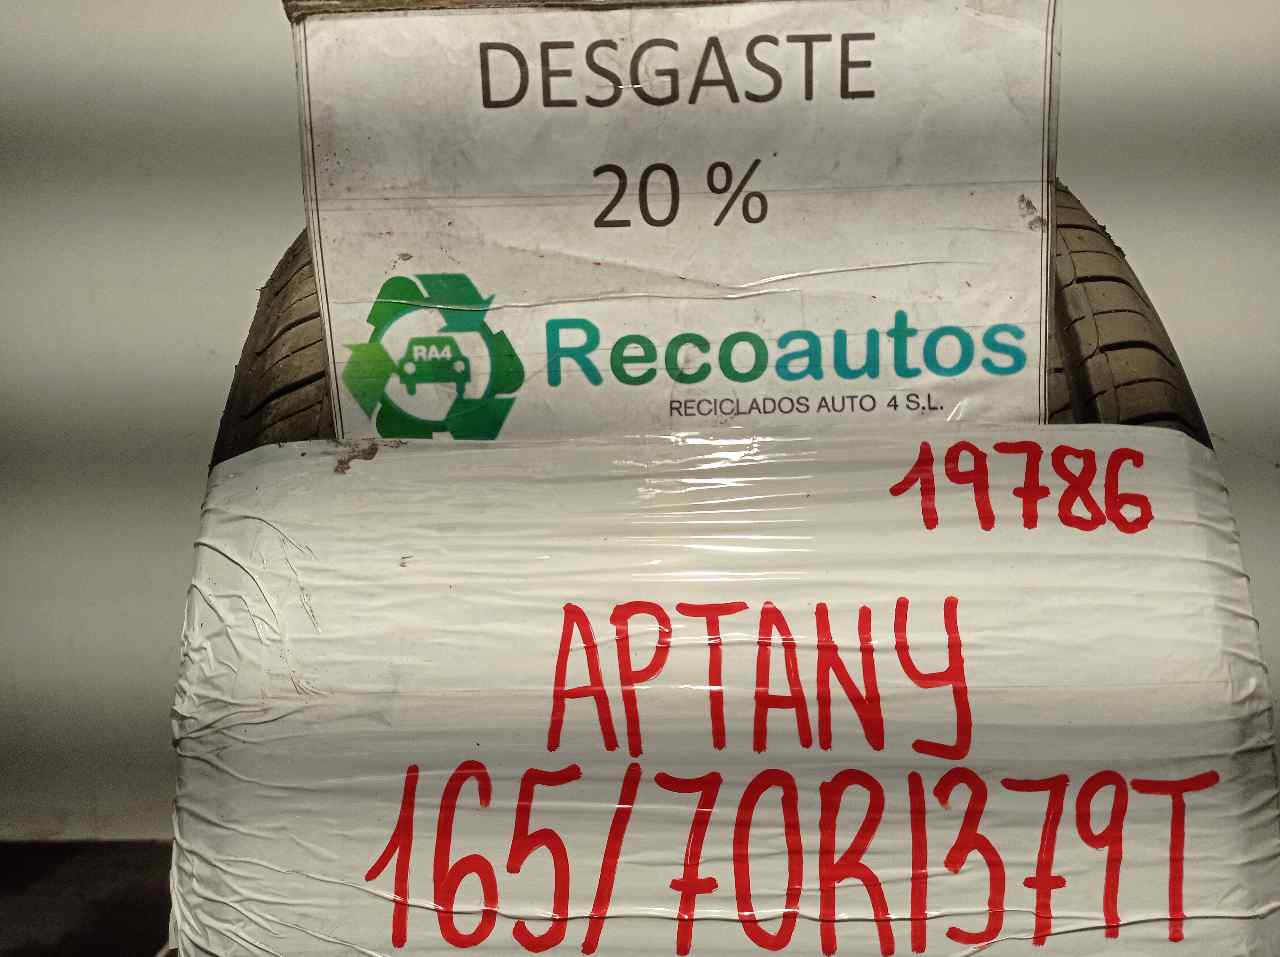 DESGASTE
20 %
RA4
Recoautos
RECICLADOS AUTO 4 S.L.
19786
APTANY
165/70R1379T